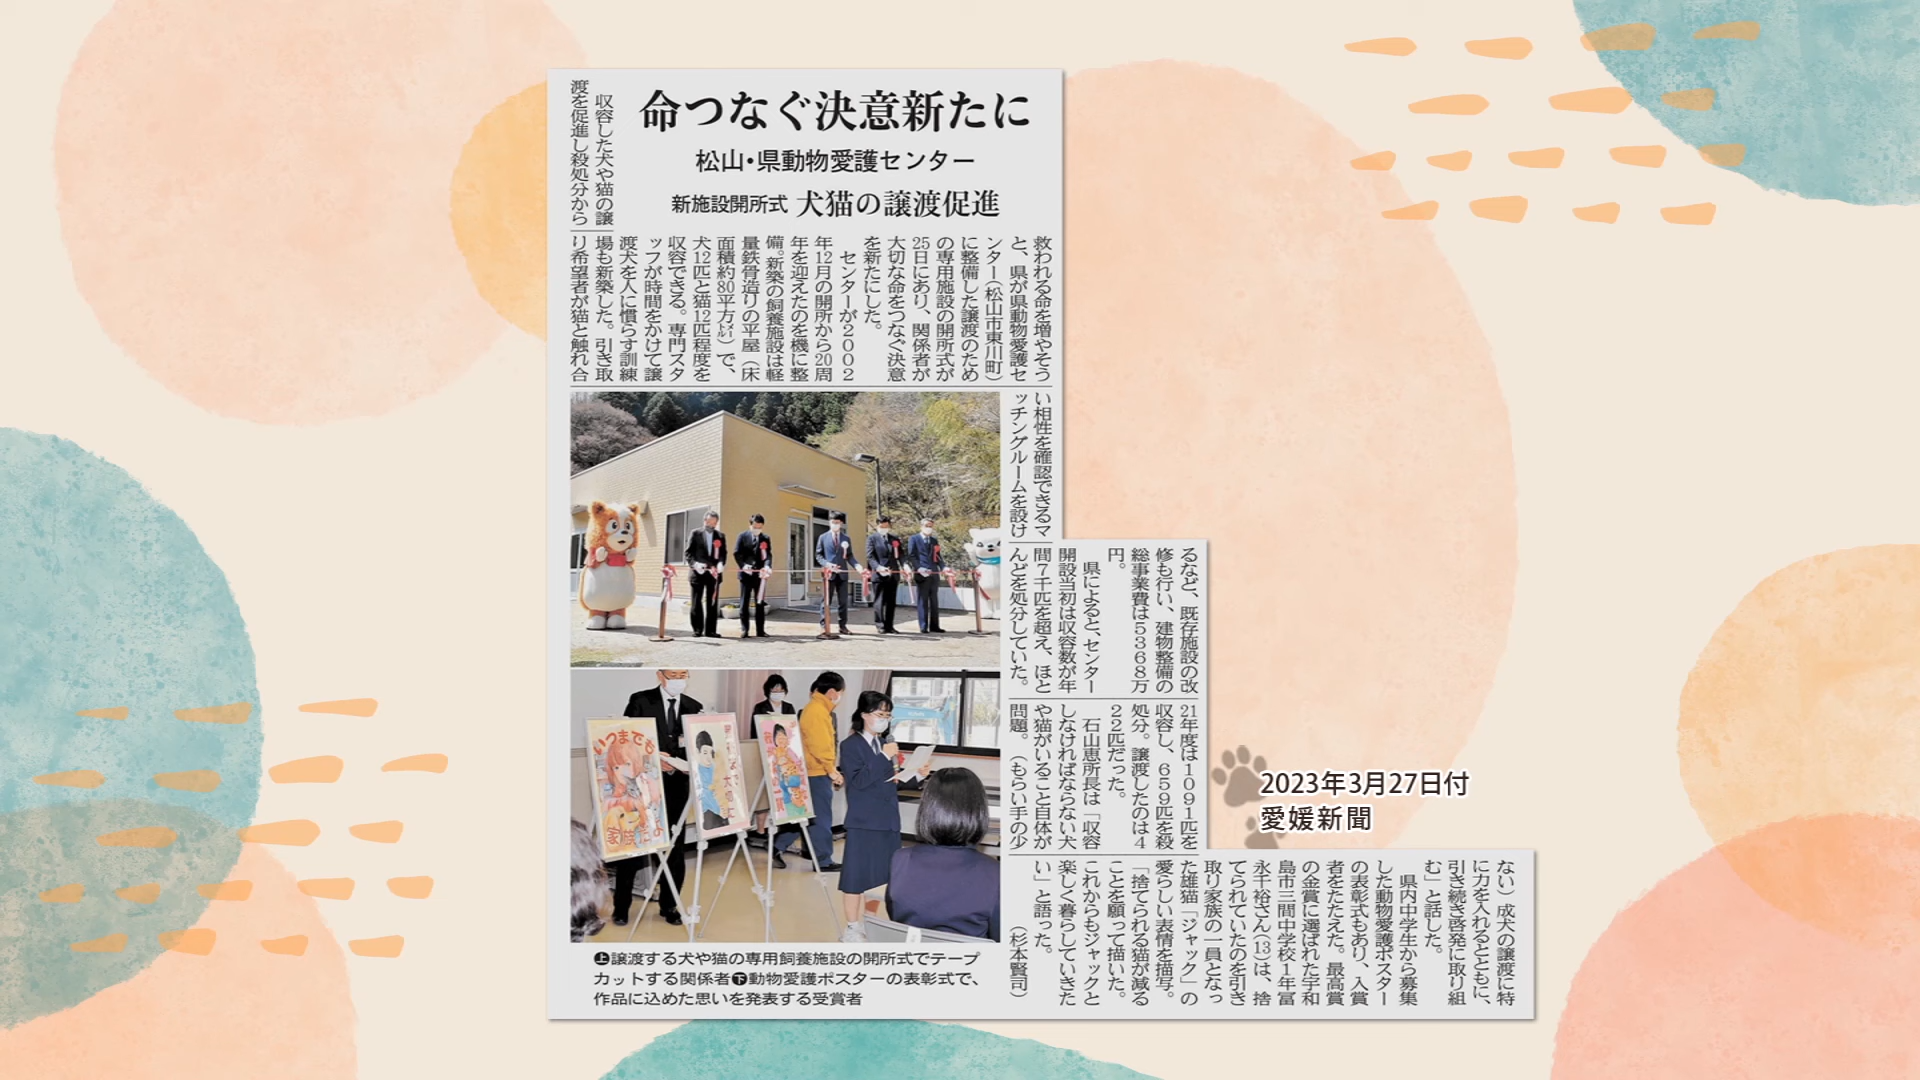 命つなぐ決意新たに
松山・県動物愛護センター
新施設開所式 犬猫の譲渡促進
収容した犬や猫の譲
渡を促進し殺処分から
救われる命を増やそう
と、県が県動物愛護セ
ンター(松山市東川町)
に整備した譲渡のため
の専用施設の開所式が
25日にあり、関係者が
大切な命をつなぐ決意
を新たにした。
センターが2002
年12月の開所から20周
年を迎えたのを機に整
備。新築の飼養施設は軽
量鉄骨造りの平屋(床
面積約80平方㍍)で、
犬12匹と猫12匹程度を
収容できる。専門スタ
ッフが時間をかけて譲
渡犬を人に慣らす訓練
場も新築した。引き取
り希望者が猫と触れ合
い相性を確認できるマ
ッチングルームを設け
るなど、既存施設の改
修も行い、建物整備の
総事業費は5368万
円。
県によると、センター
開設当初は収容数が年
間7千匹を超え、ほと
んどを処分していた。
21年度は1091匹を
収容し、659匹を殺
処分。譲渡したのは4
22匹だった。
石山恵所長は「収容
しなければならない犬
や猫がいること自体が
問題。(もらい手の少
ない)成犬の譲渡に特
に力を入れるとともに、
引き続き啓発に取り組
む」と話した。
県内中学生から募集
した動物愛護ポスター
の表彰式もあり、入賞
者をたたえた。最高賞
の金賞に選ばれた宇和
島市三間中学校1年冨
永千裕さん(13)は、捨
てられていたのを引き
取り家族の一員となっ
た雄猫「ジャック」の
愛らしい表情を描写。
「捨てられる猫が減る
ことを願って描いた。
これからもジャックと
楽しく暮らしていきた
い」と語った。
(杉本賢司)
いつまでも
家族だよ
㊤譲渡する犬や猫の専用飼養施設の開所式でテープ
カットする関係者㊦動物愛護ポスターの表彰式で、
作品に込めた思いを発表する受賞者
2023年3月27日付
愛媛新聞